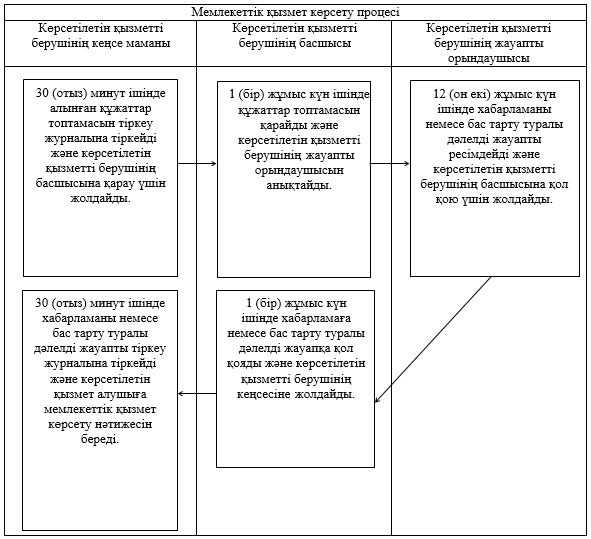 Мемлекеттік қызмет көрсету процесі
Көрсетілетін қызметті
берушінің кеңсе маманы
Көрсетілетін қызметті
берушінің басшысы
Көрсетілетін қызметті
берушінің жауапты
орындаушысы
30 (отыз) минут ішінде
алынған құжаттар
топтамасын тіркеу
журналына тіркейді
және көрсетілетін
қызметті берушінің
басшысына қарау үшін
жолдайды.
1 (бір) жұмыс күн ішінде
құжаттар топтамасын
қарайды және
көрсетілетін қызметті
берушінің жауапты
орындаушысын
анықтайды.
12 (он екі) жұмыс күн
ішінде хабарламаны
немесе бас тарту туралы
дәлелді жауапты
ресімдейді және
көрсетілетін қызметті
берушінің басшысына қол
қою үшін жолдайды.
30 (отыз) минут ішінде
хабарламаны немесе
бас тарту туралы
дәлелді жауапты тіркеу
журналына тіркейді
және көрсетілетін
қызмет алушыға
мемлекеттік қызмет
көрсету нәтижесін
береді.
1 (бір) жұмыс күн
ішінде хабарламаға
немесе бас тарту туралы
дәлелді жауапқа қол
қояды және көрсетілетін
қызметті берушінің
кеңсесіне жолдайды.